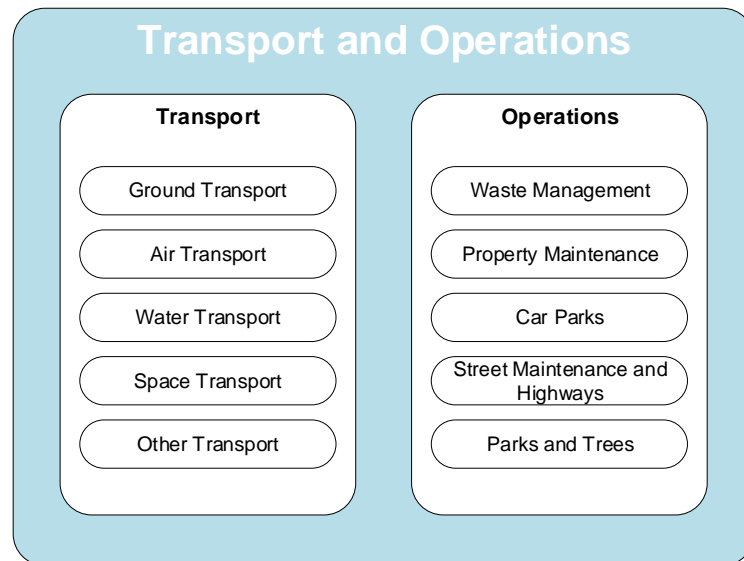 Transport and Operations
Transport
Ground Transport
Air Transport
Water Transport
Space Transport
Other Transport
Operations
Waste Management
Property Maintenance
Car Parks
Street Maintenance and
Highways
Parks and Trees